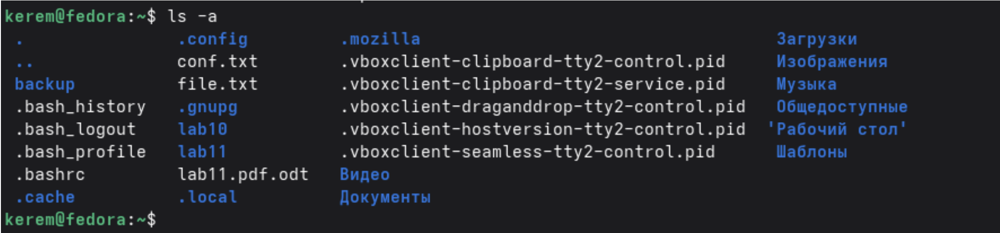 kerem@fedora:~$ ls -a
. .config .mozilla Загрузки
.. conf.txt .vboxclient-clipboard-tty2-control.pid Изображения
backup file.txt .vboxclient-clipboard-tty2-service.pid Музыка
.bash_history .gnupg .vboxclient-draganddrop-tty2-control.pid Общедоступные
.bash_logout lab10 .vboxclient-hostversion-tty2-control.pid 'Рабочий стол'
.bash_profile lab11 .vboxclient-seamless-tty2-control.pid Шаблоны
.bashrc lab11.pdf.odt Видео
.cache .local Документы
kerem@fedora:~$